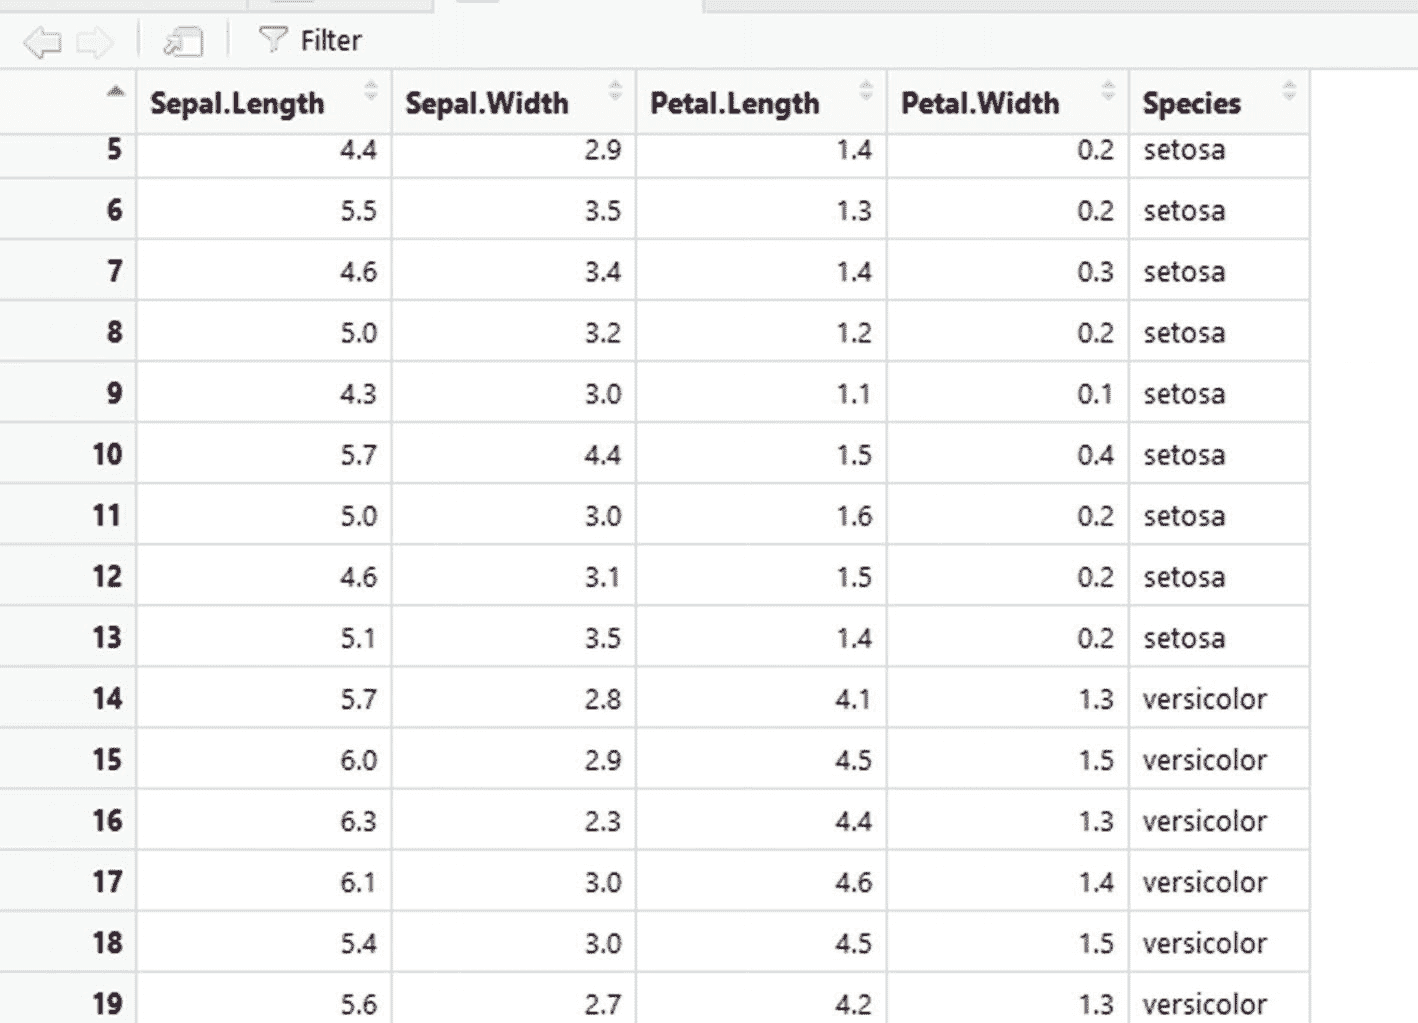 Filter
Sepal.Length Sepal.Width Petal.Length Petal.Width Species
5 4.4 2.9 1.4 0.2 setosa
6 5.5 3.5 1.3 0.2 setosa
7 4.6 3.4 1.4 0.3 setosa
8 5.0 3.2 1.2 0.2 setosa
9 4.3 3.0 1.1 0.1 setosa
10 5.7 4.4 1.5 0.4 setosa
11 5.0 3.0 1.6 0.2 setosa
12 4.6 3.1 1.5 0.2 setosa
13 5.1 3.5 1.4 0.2 setosa
14 5.7 2.8 4.1 1.3 versicolor
15 6.0 2.9 4.5 1.5 versicolor
16 6.3 2.3 4.4 1.3 versicolor
17 6.1 3.0 4.6 1.4 versicolor
18 5.4 3.0 4.5 1.5 versicolor
19 5.6 2.7 4.2 1.3 versicolor